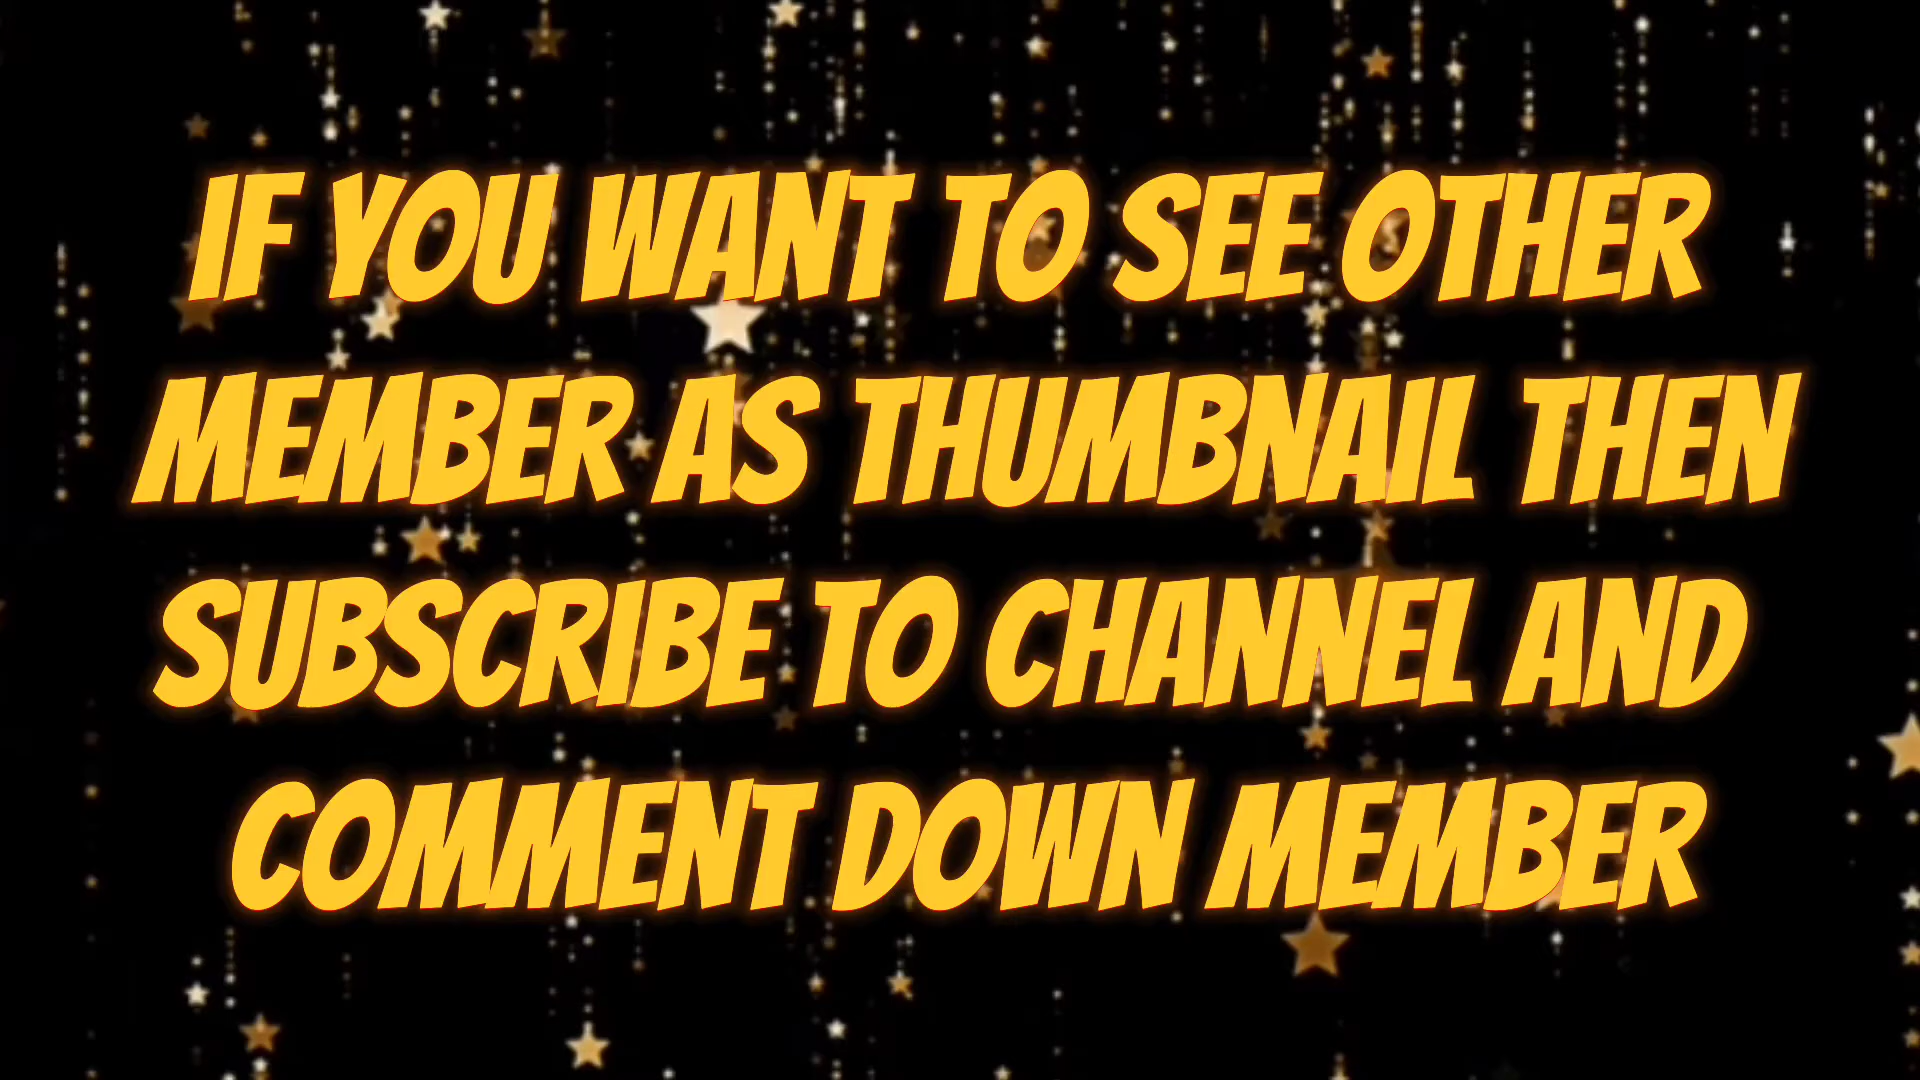 IF YOU WANT TO SEE OTHER
MEMBER AS THUMBNAIL THEN
SUBSCRIBE TO CHANNEL AND
COMMENT DOWN MEMBER